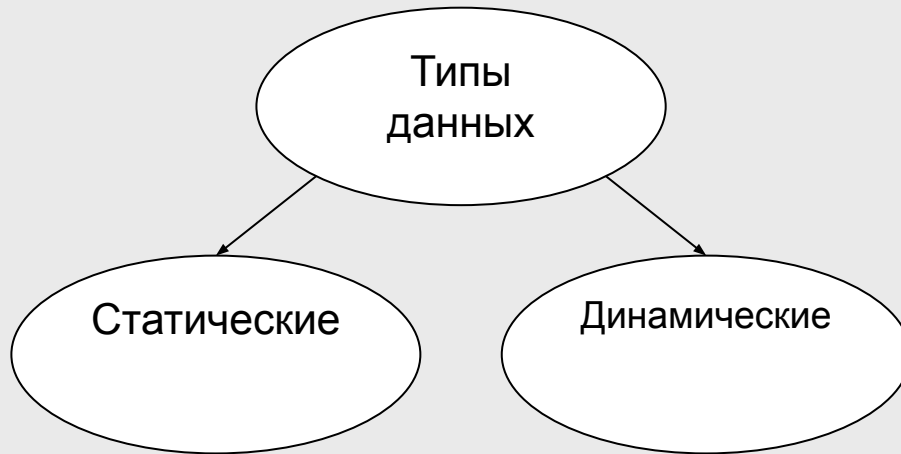 Типы
данных
Статические
Динамические